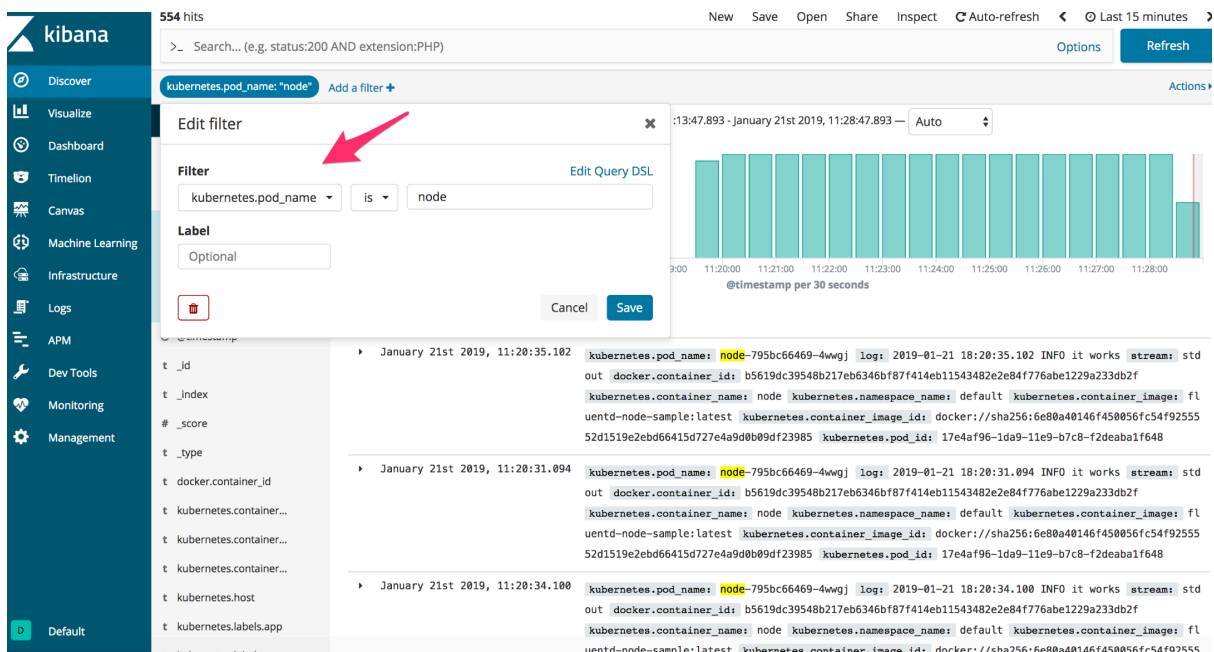 kibana
Discover
Visualize
Dashboard
Timelion
Canvas
Machine Learning
Infrastructure
Logs
APM
Dev Tools
Monitoring
Management
D Default
554 hits
New Save Open Share Inspect Auto-refresh Last 15 minutes
>_ Search... (e.g. status:200 AND extension:PHP) Options Refresh
kubernetes.pod_name: "node" Add a filter + Actions
Edit filter
Filter Edit Query DSL
kubernetes.pod_name is node
Label
Optional
Cancel Save
:13:47.893 - January 21st 2019, 11:28:47.893 — Auto
9:00 11:20:00 11:21:00 11:22:00 11:23:00 11:24:00 11:25:00 11:26:00 11:27:00 11:28:00
@timestamp per 30 seconds
t _id
t _index
# _score
t _type
t docker.container_id
t kubernetes.container...
t kubernetes.container...
t kubernetes.container...
t kubernetes.host
t kubernetes.labels.app
January 21st 2019, 11:20:35.102 kubernetes.pod_name: node-795bc66469-4wwgj log: 2019-01-21 18:20:35.102 INFO it works stream: std
out docker.container_id: b5619dc39548b217eb6346bf87f414eb11543482e2e84f776abe1229a233db2f
kubernetes.container_name: node kubernetes.namespace_name: default kubernetes.container_image: fl
uentd-node-sample:latest kubernetes.container_image_id: docker://sha256:6e80a40146f450056fc54f92555
52d1519e2ebd66415d727e4a9d0b09df23985 kubernetes.pod_id: 17e4af96-1da9-11e9-b7c8-f2deaba1f648
January 21st 2019, 11:20:31.094 kubernetes.pod_name: node-795bc66469-4wwgj log: 2019-01-21 18:20:31.094 INFO it works stream: std
out docker.container_id: b5619dc39548b217eb6346bf87f414eb11543482e2e84f776abe1229a233db2f
kubernetes.container_name: node kubernetes.namespace_name: default kubernetes.container_image: fl
uentd-node-sample:latest kubernetes.container_image_id: docker://sha256:6e80a40146f450056fc54f92555
52d1519e2ebd66415d727e4a9d0b09df23985 kubernetes.pod_id: 17e4af96-1da9-11e9-b7c8-f2deaba1f648
January 21st 2019, 11:20:34.100 kubernetes.pod_name: node-795bc66469-4wwgj log: 2019-01-21 18:20:34.100 INFO it works stream: std
out docker.container_id: b5619dc39548b217eb6346bf87f414eb11543482e2e84f776abe1229a233db2f
kubernetes.container_name: node kubernetes.namespace_name: default kubernetes.container_image: fl
uentd-node-sample:latest kubernetes.container_image_id: docker://sha256:6e80a40146f450056fc54f92555